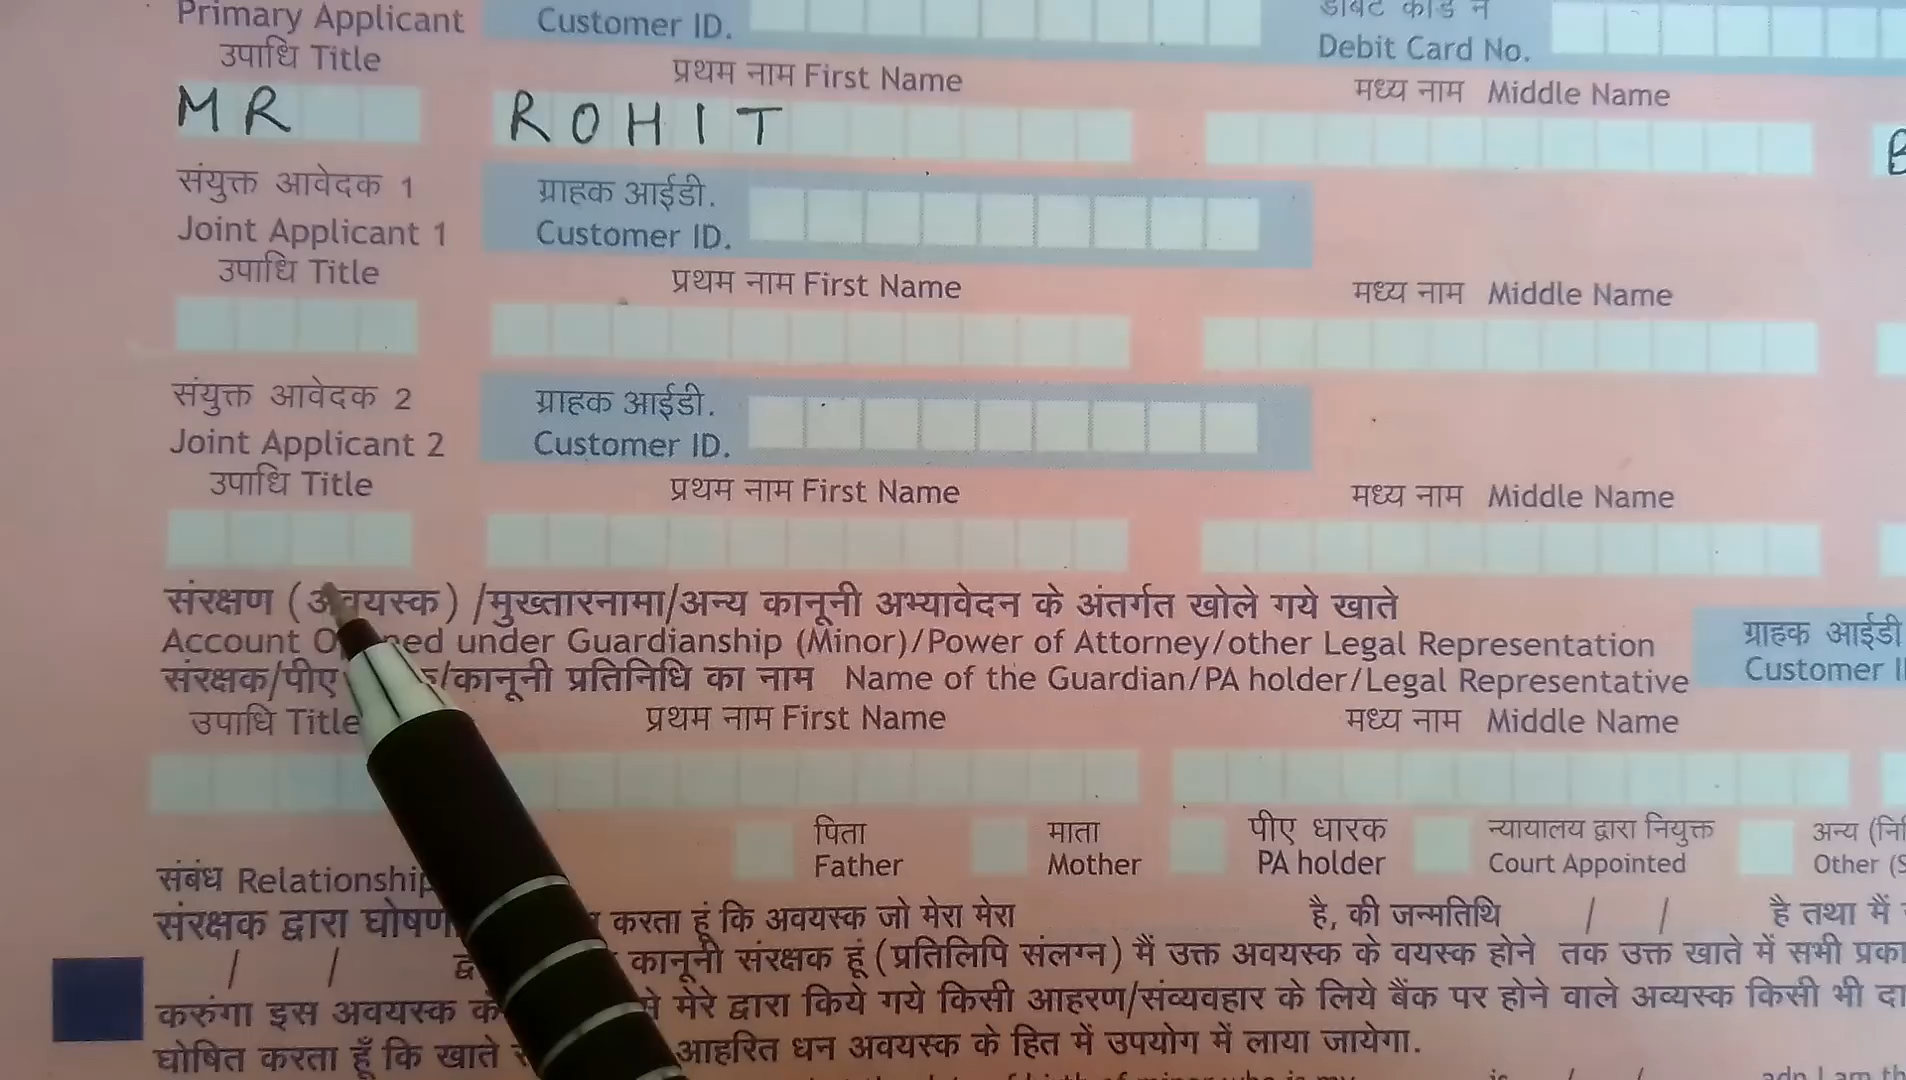 Primary Applicant Customer ID. डेबिट कार्ड नं
उपाधि Title प्रथम नाम First Name Debit Card No.
मध्य नाम Middle Name
MR ROHIT
संयुक्त आवेदक 1 ग्राहक आईडी.
Joint Applicant 1 Customer ID.
उपाधि Title प्रथम नाम First Name मध्य नाम Middle Name
संयुक्त आवेदक 2 ग्राहक आईडी.
Joint Applicant 2 Customer ID.
उपाधि Title प्रथम नाम First Name मध्य नाम Middle Name
संरक्षण (अवयस्क) /मुख्तारनामा/अन्य कानूनी अभ्यावेदन के अंतर्गत खोले गये खाते
Account Opened under Guardianship (Minor)/Power of Attorney/other Legal Representation ग्राहक आईडी
संरक्षक/पीए /कानूनी प्रतिनिधि का नाम Name of the Guardian/PA holder/Legal Representative Customer
उपाधि Title प्रथम नाम First Name मध्य नाम Middle Name
पिता माता पीए धारक न्यायालय द्वारा नियुक्त अन्य
Father Mother PA holder Court Appointed Other
संबंध Relationship
संरक्षक द्वारा करता हूं कि अवयस्क जो मेरा मेरा है, की जन्मतिथि / / है तथा मैं
/ / कानूनी संरक्षक हूं (प्रतिलिपि संलग्न) मैं उक्त अवयस्क के वयस्क होने तक उक्त खाते में सभी
करुंगा इस अवयस्क मेरे द्वारा किये गये किसी आहरण/संव्यवहार के लिये बैंक पर होने वाले अव्यस्क किसी भी
घोषित करता हूँ कि खाते आहरित धन अवयस्क के हित में उपयोग में लाया जायेगा.